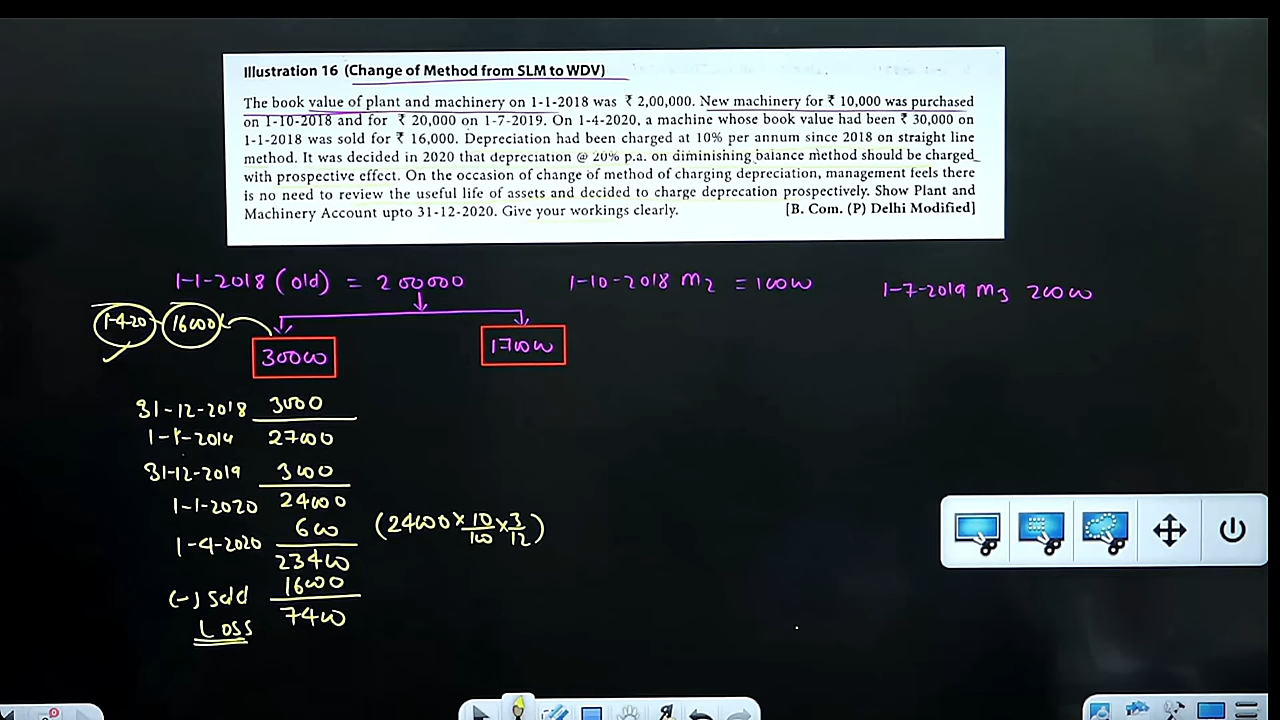 Illustration 16 (Change of Method from SLM to WDV)
The book value of plant and machinery on 1-1-2018 was ₹ 2,00,000. New machinery for ₹ 10,000 was purchased
on 1-10-2018 and for ₹ 20,000 on 1-7-2019. On 1-4-2020, a machine whose book value had been ₹ 30,000 on
1-1-2018 was sold for ₹ 16,000. Depreciation had been charged at 10% per annum since 2018 on straight line
method. It was decided in 2020 that depreciation @ 20% p.a. on diminishing balance method should be charged
with prospective effect. On the occasion of change of method of charging depreciation, management feels there
is no need to review the useful life of assets and decided to charge deprecation prospectively. Show Plant and
Machinery Account upto 31-12-2020. Give your workings clearly. [B. Com. (P) Delhi Modified]
1-1-2018 (old) = 200000 1-10-2018 M2 = 10000 1-7-2019 M3 20000
1-4-20 16000
30000 170000
31-12-2018 3000
1-1-2019 27000
31-12-2019 3000
1-1-2020 24000
1-4-2020 600 (24000 × 10/100 × 3/12)
23400
(-) Sold 16000
Loss 7400